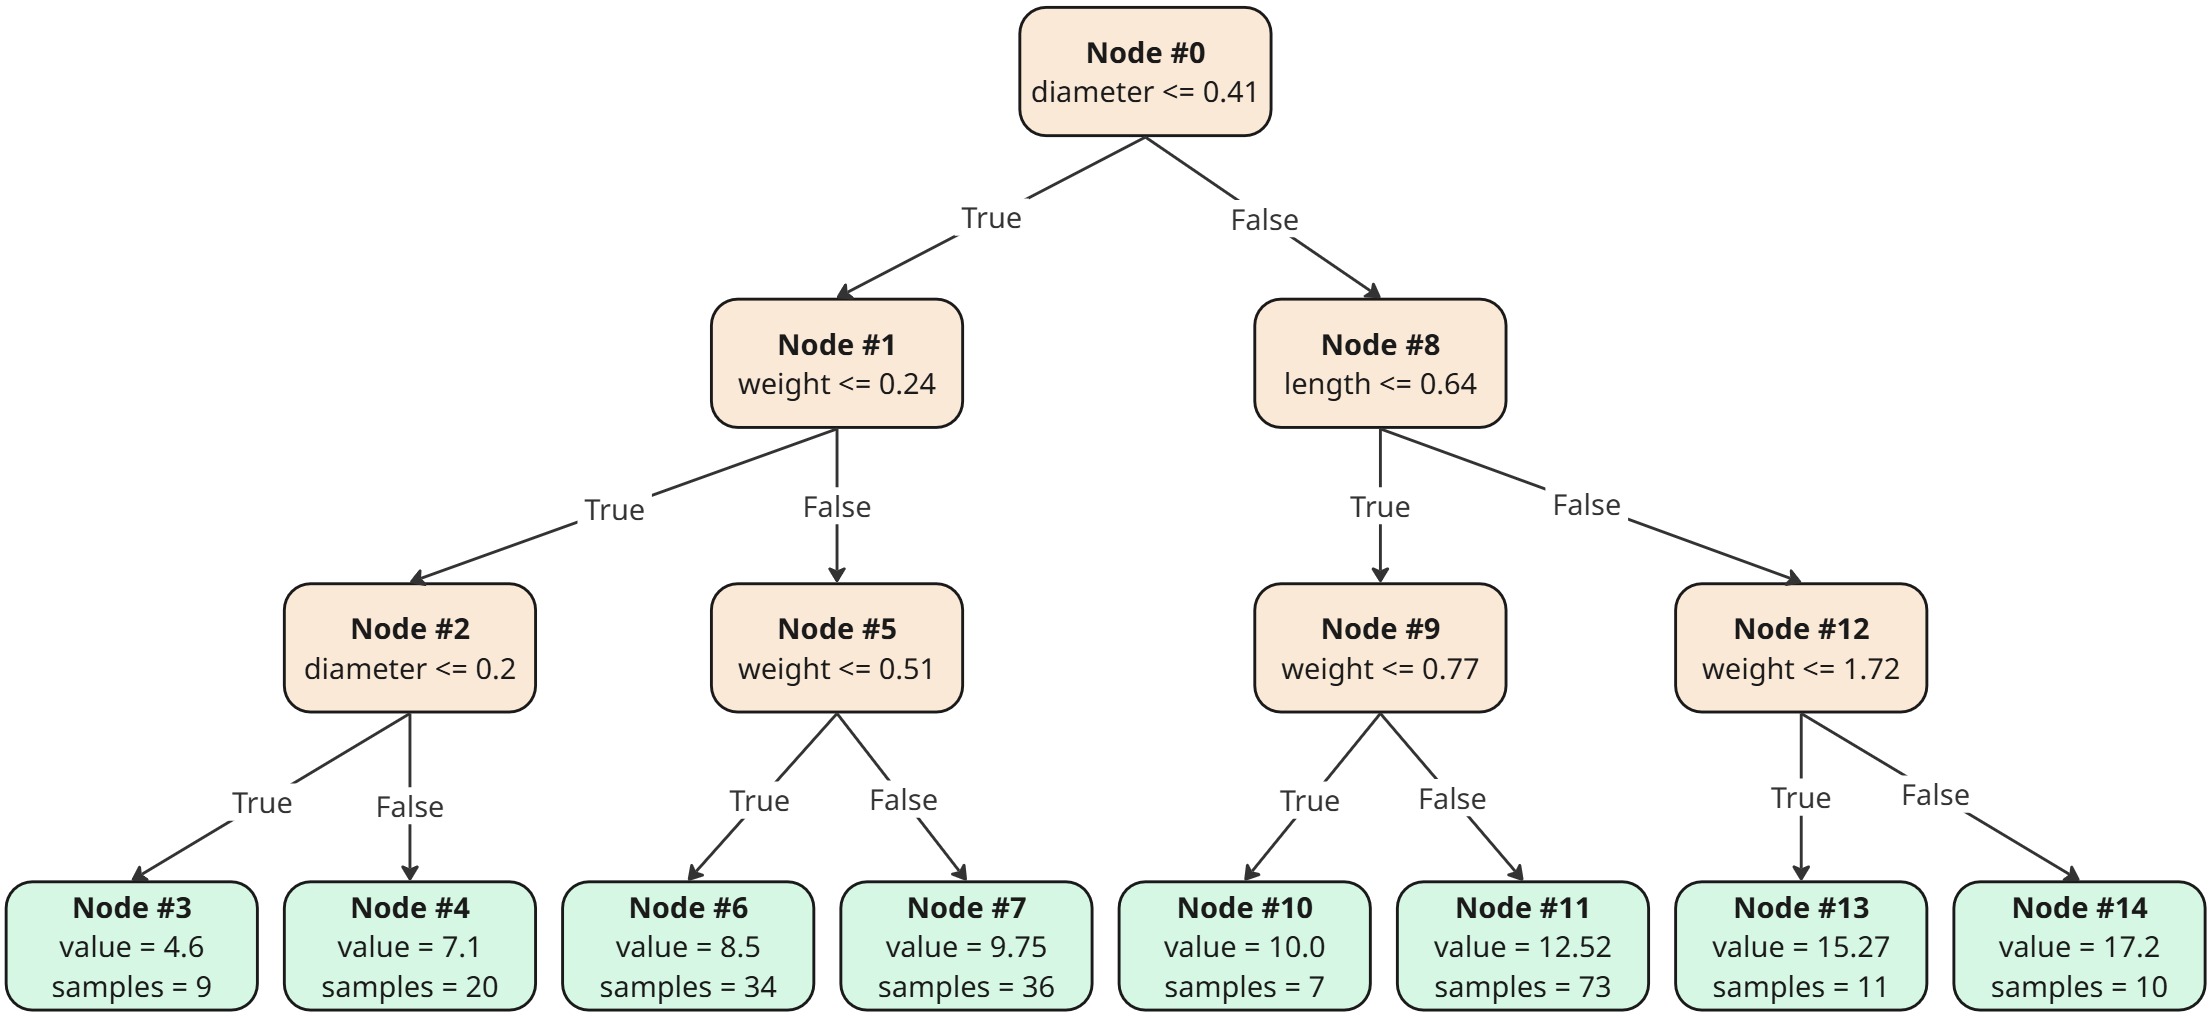 Node #0
diameter <= 0.41
True
False
Node #1
weight <= 0.24
Node #8
length <= 0.64
True
False
True
False
Node #2
diameter <= 0.2
Node #5
weight <= 0.51
Node #9
weight <= 0.77
Node #12
weight <= 1.72
True
False
True
False
True
False
True
False
Node #3
value = 4.6
samples = 9
Node #4
value = 7.1
samples = 20
Node #6
value = 8.5
samples = 34
Node #7
value = 9.75
samples = 36
Node #10
value = 10.0
samples = 7
Node #11
value = 12.52
samples = 73
Node #13
value = 15.27
samples = 11
Node #14
value = 17.2
samples = 10